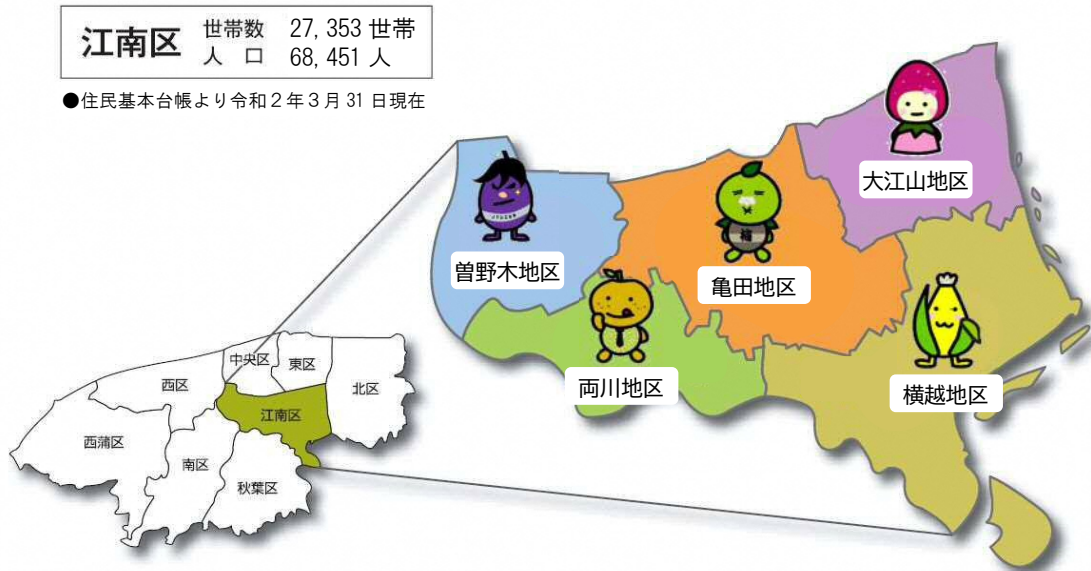 江南区
世帯数 27,353 世帯
人口 68,451 人
●住民基本台帳より令和2年3月31日現在
大江山地区
曽野木地区
亀田地区
両川地区
横越地区
中央区
東区
北区
西区
江南区
西蒲区
南区
秋葉区